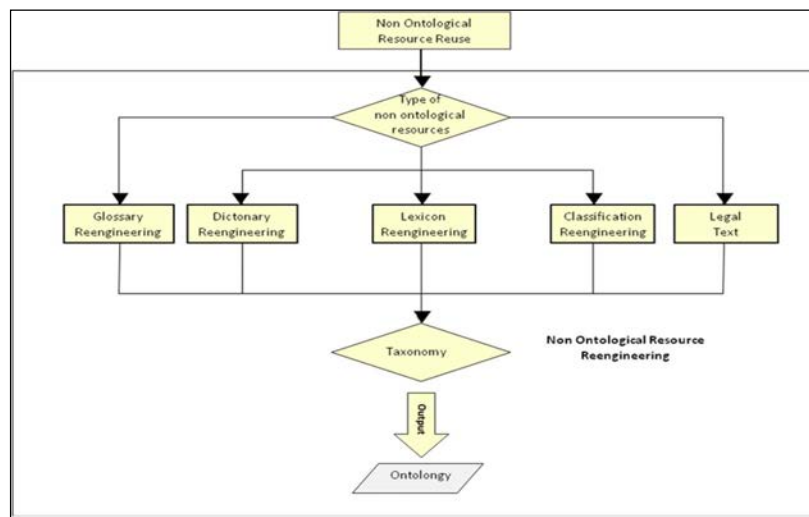 Non Ontological
Resource Reuse
Type of
non ontological
resources
Glossary
Reengineering
Dictonary
Reengineering
Lexicon
Reengineering
Classification
Reengineering
Legal
Text
Taxonomy
Non Ontological Resource
Reengineering
Output
Ontolongy